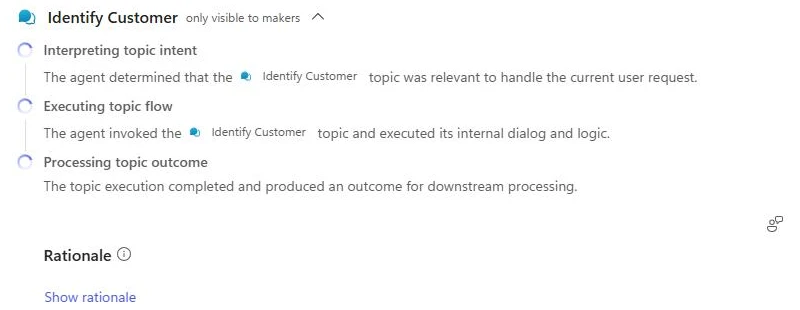 Identify Customer only visible to makers
Interpreting topic intent
The agent determined that the Identify Customer topic was relevant to handle the current user request.
Executing topic flow
The agent invoked the Identify Customer topic and executed its internal dialog and logic.
Processing topic outcome
The topic execution completed and produced an outcome for downstream processing.
Rationale
Show rationale